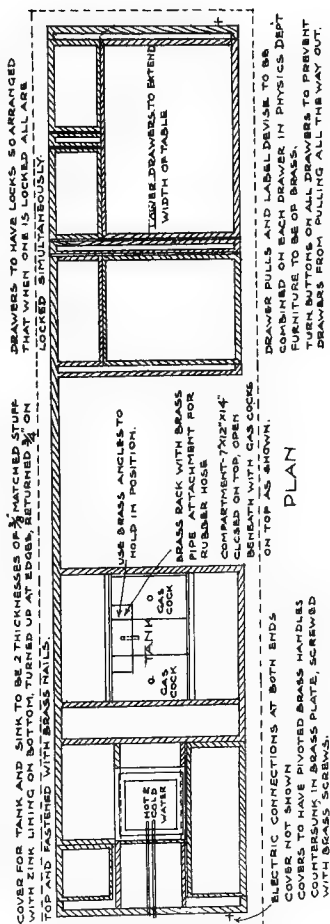 COVER FOR TANK AND SINK TO BE 2 THICKNESSES OF ⅜" MATCHED STUFF
WITH ZINK LINING ON BOTTOM, TURNED UP AT EDGES, RETURNED ¾" ON
TOP AND FASTENED WITH BRASS NAILS.
DRAWERS TO HAVE LOCKS SO ARRANGED
THAT WHEN ONE IS LOCKED ALL ARE
LOCKED SIMULTANEOUSLY.
HOT &
COLD
WATER
GAS
COCK
TANK
GAS
COCK
USE BRASS ANGLES TO
HOLD IN POSITION.
BRASS RACK WITH BRASS
PIPE ATTACHMENT FOR
RUBBER HOSE
COMPARTMENT-7"X12"X14"
CLOSED ON TOP, OPEN
BENEATH WITH GAS COCKS
ON TOP AS SHOWN.
LOWER DRAWERS TO EXTEND
WIDTH OF TABLE
ELECTRIC CONNECTIONS AT BOTH ENDS
COVER NOT SHOWN
COVERS TO HAVE PIVOTED BRASS HANDLES
COUNTERSUNK IN BRASS PLATE, SCREWED
WITH BRASS SCREWS.
PLAN
DRAWER PULLS AND LABEL DEVISE TO BE
COMBINED ON EACH DRAWER IN PHYSICS DEPT
FURNITURE TO BE OF BRASS.
TURN BUTTONS ON ALL DRAWERS TO PREVENT
DRAWERS FROM PULLING ALL THE WAY OUT.